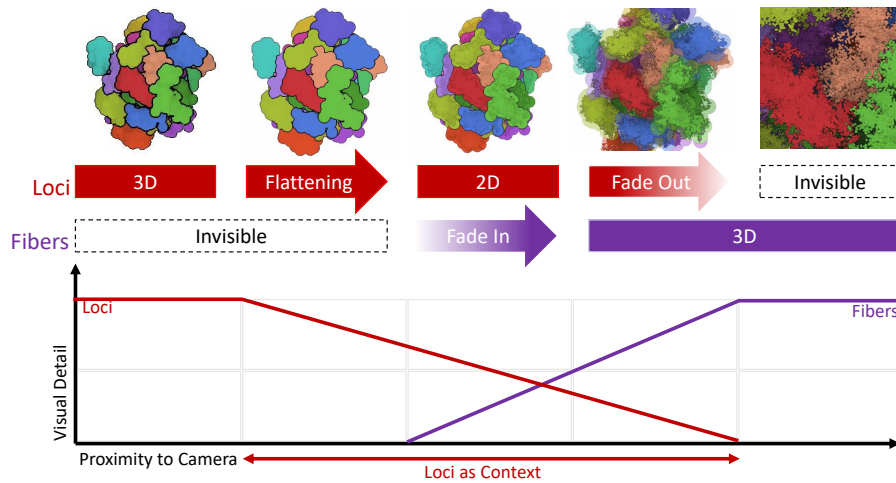 Loci
3D
Flattening
2D
Fade Out
Invisible
Fibers
Invisible
Fade In
3D
Loci
Fibers
Visual Detail
Proximity to Camera
Loci as Context